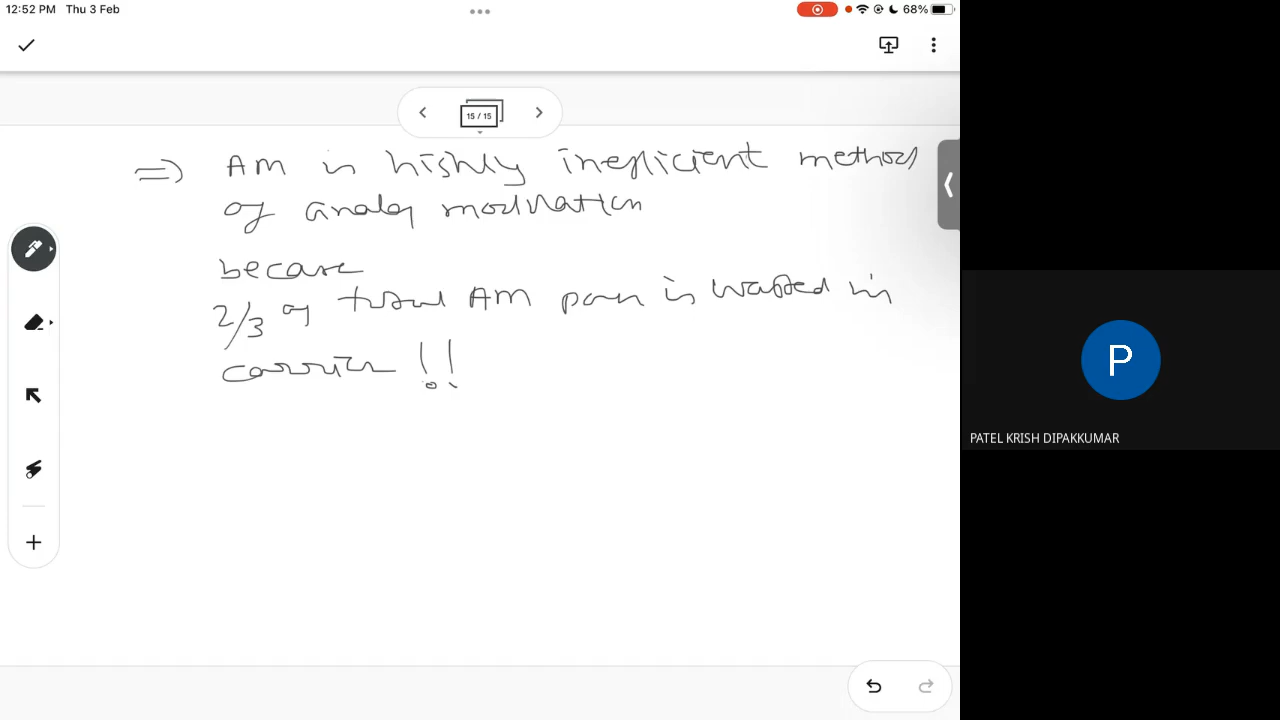 12:52 PM Thu 3 Feb
68%
15 / 15
=> AM is highly inefficient method
of analog modulation
because
2/3 of total AM power is wasted in
carrier !!
P
PATEL KRISH DIPAKKUMAR